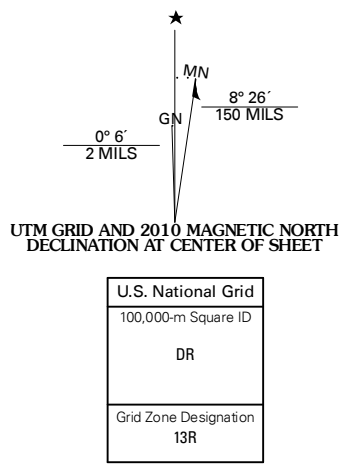 MN
GN
8° 26´
150 MILS
0° 6´
2 MILS
UTM GRID AND 2010 MAGNETIC NORTH
DECLINATION AT CENTER OF SHEET
U.S. National Grid
100,000-m Square ID
DR
Grid Zone Designation
13R